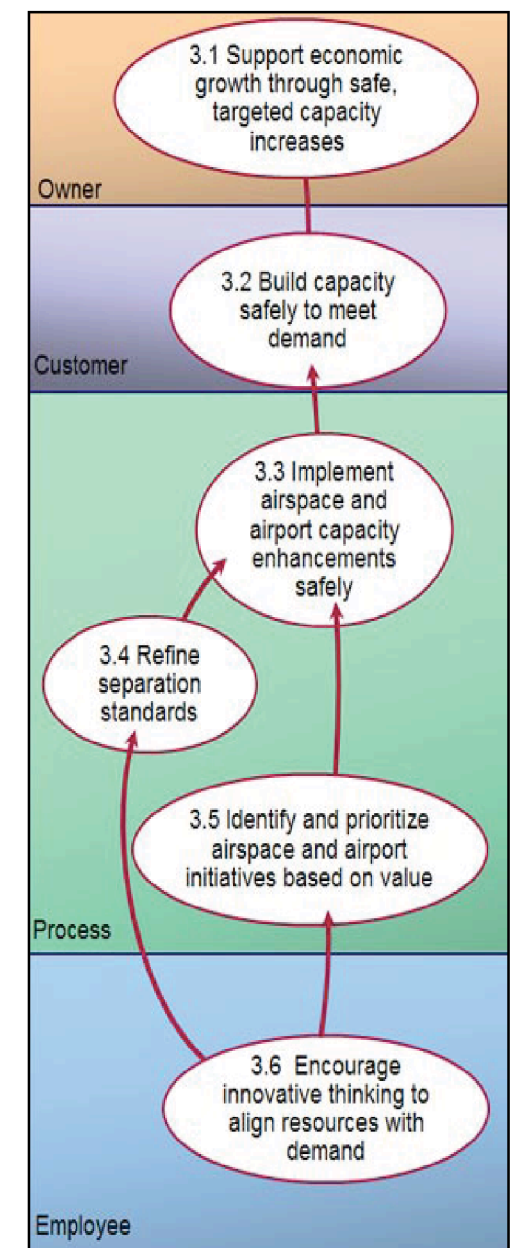 3.1 Support economic
growth through safe,
targeted capacity
increases
Owner
3.2 Build capacity
safely to meet
demand
Customer
3.3 Implement
airspace and
airport capacity
enhancements
safely
3.4 Refine
separation
standards
3.5 Identify and prioritize
airspace and airport
initiatives based on value
Process
3.6 Encourage
innovative thinking to
align resources with
demand
Employee